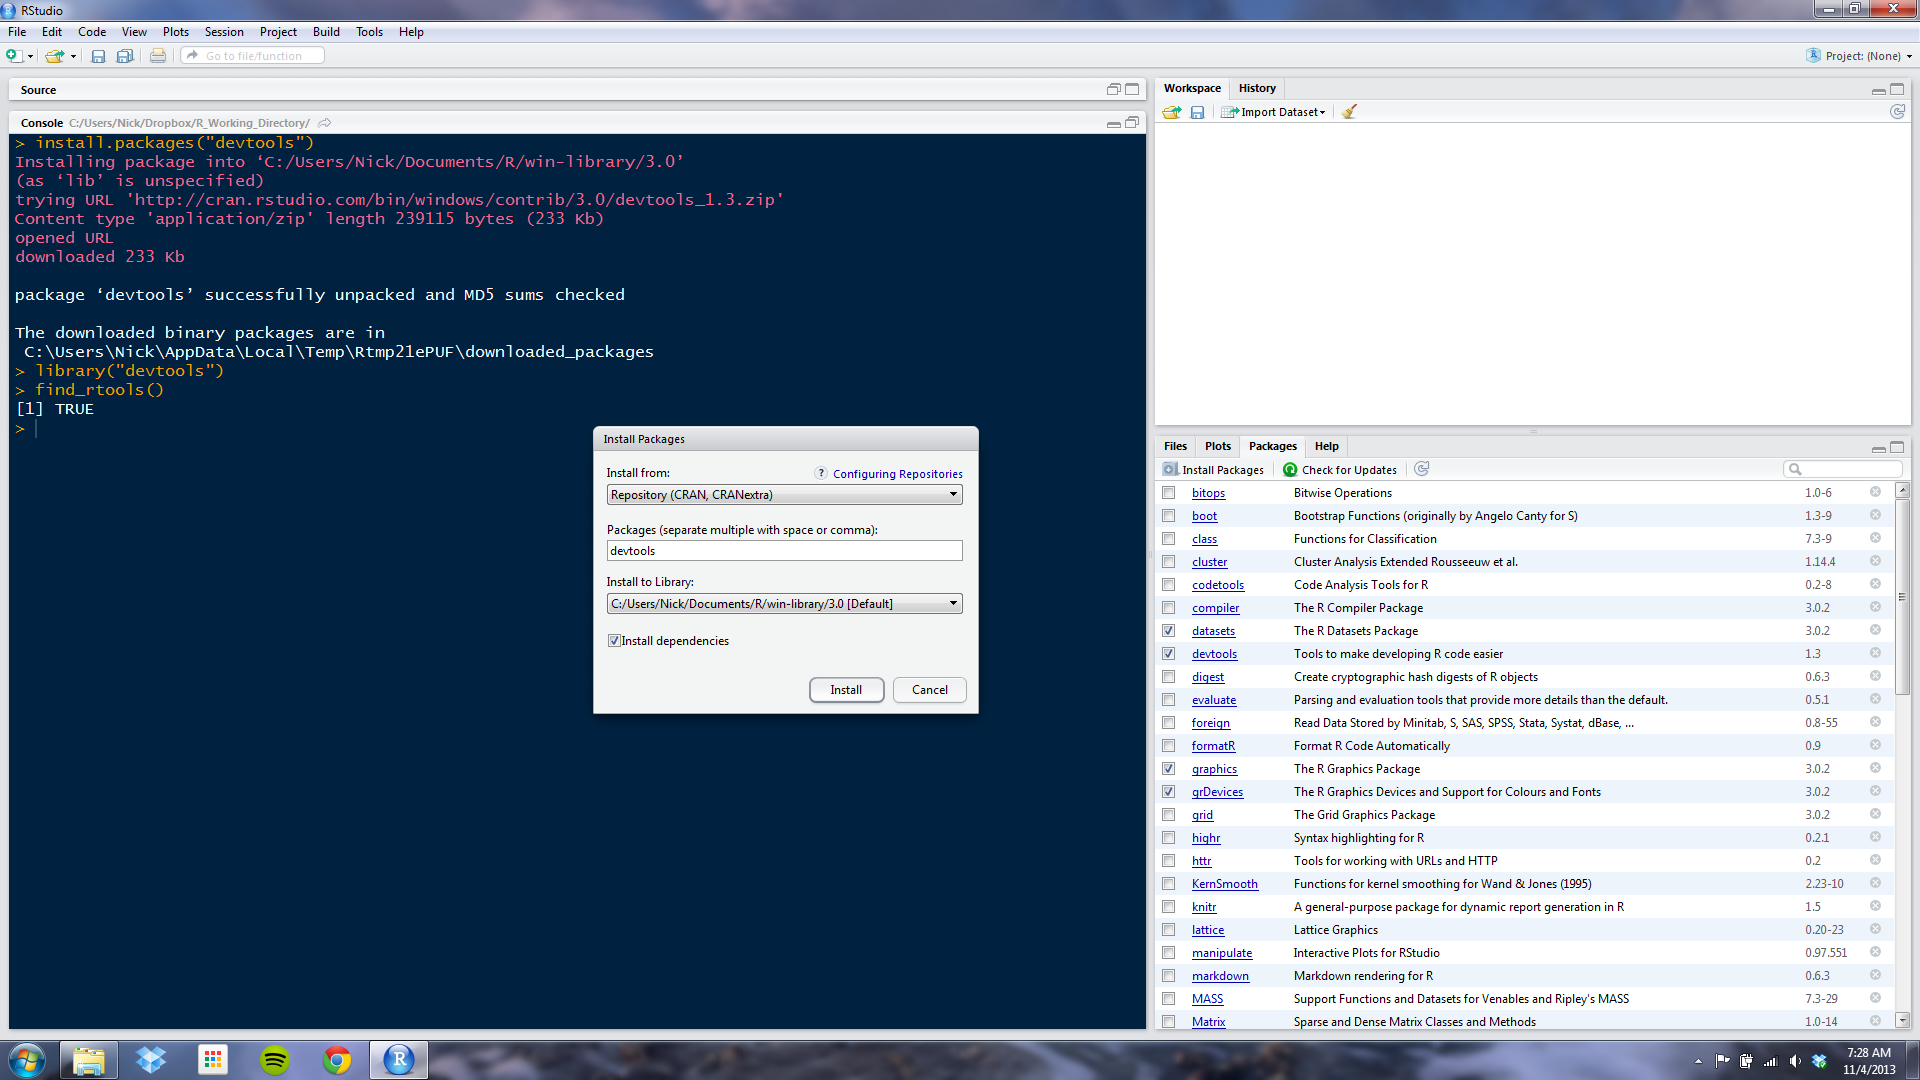 RStudio
File Edit Code View Plots Session Project Build Tools Help
Go to file/function
Project: (None)
Source
Console C:/Users/Nick/Dropbox/R_Working_Directory/
> install.packages("devtools")
Installing package into ‘C:/Users/Nick/Documents/R/win-library/3.0’
(as ‘lib’ is unspecified)
trying URL 'http://cran.rstudio.com/bin/windows/contrib/3.0/devtools_1.3.zip'
Content type 'application/zip' length 239115 bytes (233 Kb)
opened URL
downloaded 233 Kb
package ‘devtools’ successfully unpacked and MD5 sums checked
The downloaded binary packages are in
C:\Users\Nick\AppData\Local\Temp\Rtmp21ePUF\downloaded_packages
> library("devtools")
> find_rtools()
[1] TRUE
>
Install Packages
Install from:
? Configuring Repositories
Repository (CRAN, CRANextra)
Packages (separate multiple with space or comma):
devtools
Install to Library:
C:/Users/Nick/Documents/R/win-library/3.0 [Default]
Install dependencies
Install Cancel
Workspace History
Import Dataset
Files Plots Packages Help
Install Packages Check for Updates
bitops Bitwise Operations 1.0-6
boot Bootstrap Functions (originally by Angelo Canty for S) 1.3-9
class Functions for Classification 7.3-9
cluster Cluster Analysis Extended Rousseeuw et al. 1.14.4
codetools Code Analysis Tools for R 0.2-8
compiler The R Compiler Package 3.0.2
datasets The R Datasets Package 3.0.2
devtools Tools to make developing R code easier 1.3
digest Create cryptographic hash digests of R objects 0.6.3
evaluate Parsing and evaluation tools that provide more details than the default. 0.5.1
foreign Read Data Stored by Minitab, S, SAS, SPSS, Stata, Systat, dBase, ... 0.8-55
formatR Format R Code Automatically 0.9
graphics The R Graphics Package 3.0.2
grDevices The R Graphics Devices and Support for Colours and Fonts 3.0.2
grid The Grid Graphics Package 3.0.2
highr Syntax highlighting for R 0.2.1
httr Tools for working with URLs and HTTP 0.2
KernSmooth Functions for kernel smoothing for Wand & Jones (1995) 2.23-10
knitr A general-purpose package for dynamic report generation in R 1.5
lattice Lattice Graphics 0.20-23
manipulate Interactive Plots for RStudio 0.97.551
markdown Markdown rendering for R 0.6.3
MASS Support Functions and Datasets for Venables and Ripley's MASS 7.3-29
Matrix Sparse and Dense Matrix Classes and Methods 1.0-14
R
7:28 AM
11/4/2013